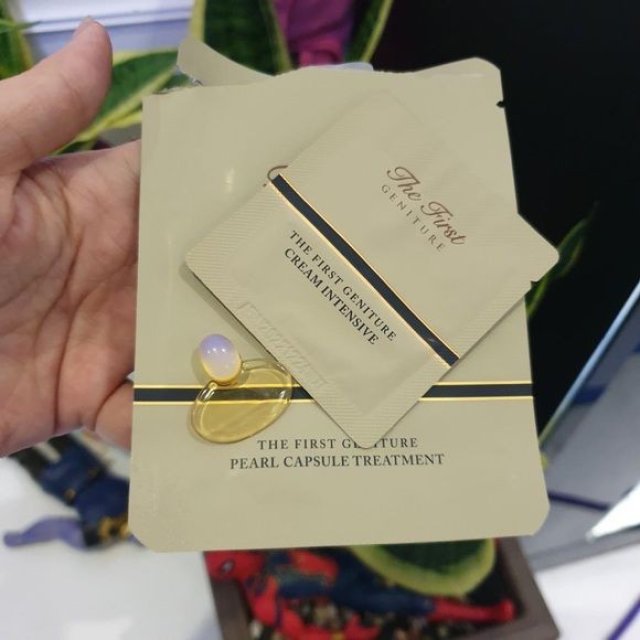 The First
GENITURE
THE FIRST GENITURE
CREAM INTENSIVE
THE FIRST GENITURE
PEARL CAPSULE TREATMENT